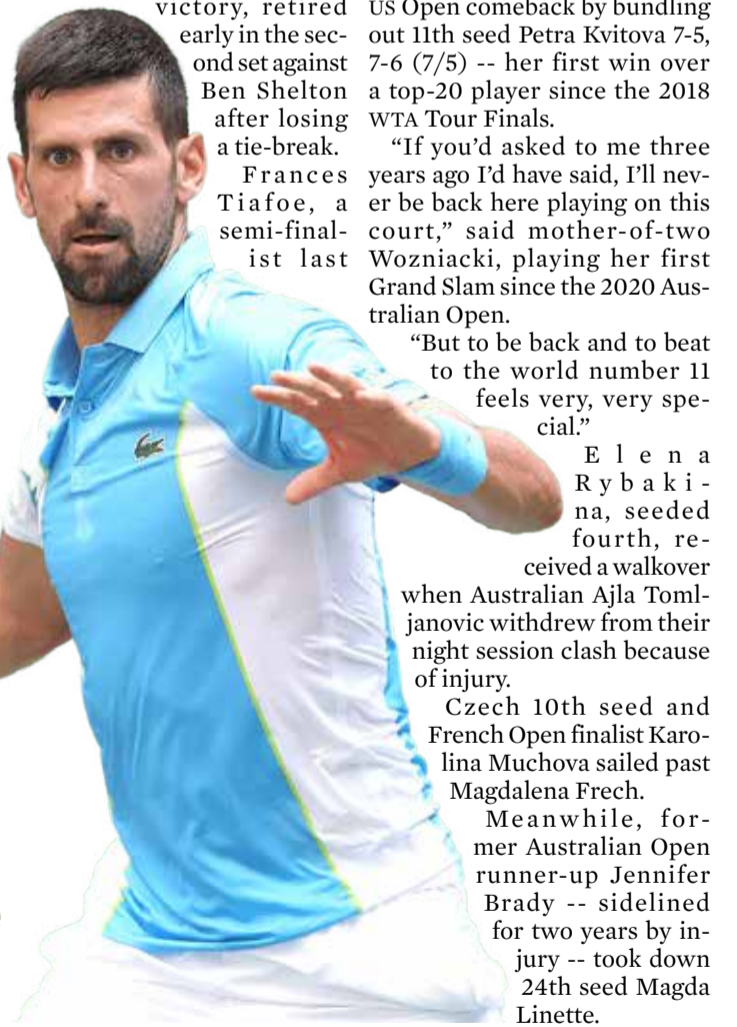 victory, retired
early in the sec-
ond set against
Ben Shelton
after losing
a tie-break.
Frances
Tiafoe, a
semi-final-
ist last
US Open comeback by bundling
out 11th seed Petra Kvitova 7-5,
7-6 (7/5) -- her first win over
a top-20 player since the 2018
WTA Tour Finals.
“If you’d asked to me three
years ago I’d have said, I’ll nev-
er be back here playing on this
court,” said mother-of-two
Wozniacki, playing her first
Grand Slam since the 2020 Aus-
tralian Open.
“But to be back and to beat
to the world number 11
feels very, very spe-
cial.”
Elena
Rybaki-
na, seeded
fourth, re-
ceived a walkover
when Australian Ajla Toml-
janovic withdrew from their
night session clash because
of injury.
Czech 10th seed and
French Open finalist Karo-
lina Muchova sailed past
Magdalena Frech.
Meanwhile, for-
mer Australian Open
runner-up Jennifer
Brady -- sidelined
for two years by in-
jury -- took down
24th seed Magda
Linette.